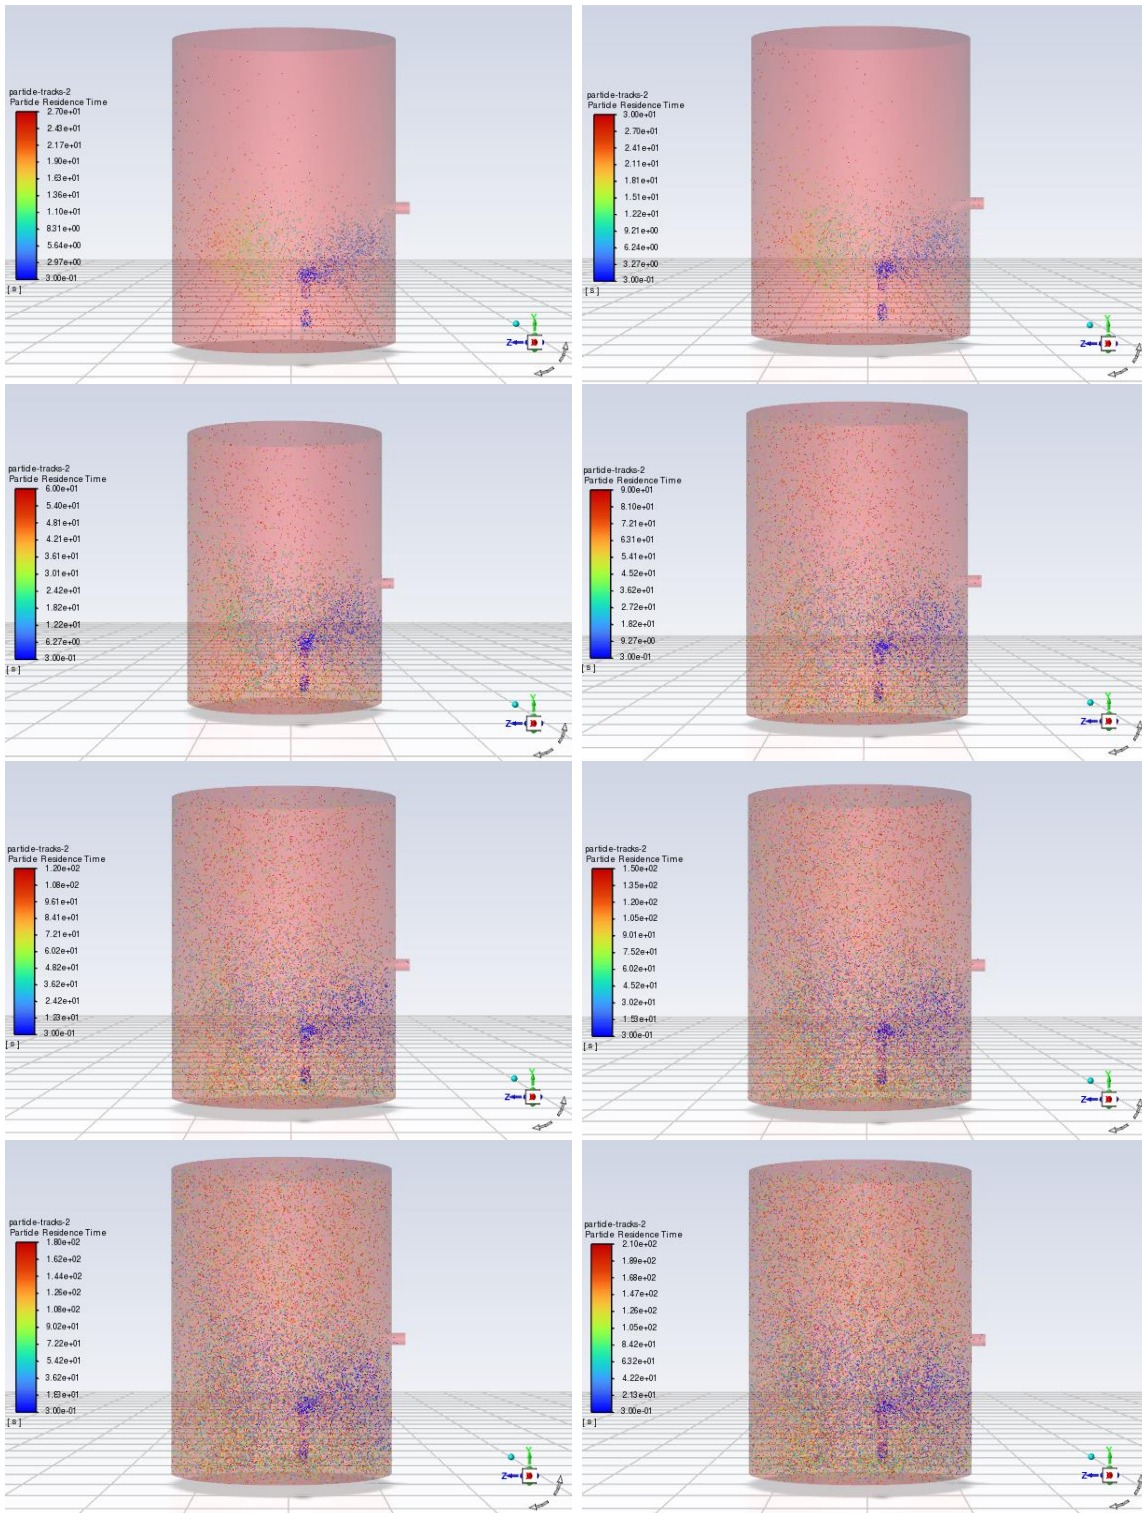 particle-tracks-2
Particle Residence Time
2.70e+01
2.43e+01
2.17e+01
1.90e+01
1.63e+01
1.36e+01
1.10e+01
8.31e+00
5.64e+00
2.97e+00
3.00e-01
[s]
Y
Z
particle-tracks-2
Particle Residence Time
3.00e+01
2.70e+01
2.41e+01
2.11e+01
1.81e+01
1.51e+01
1.22e+01
9.21e+00
6.24e+00
3.27e+00
3.00e-01
[s]
Y
Z
particle-tracks-2
Particle Residence Time
6.00e+01
5.40e+01
4.81e+01
4.21e+01
3.61e+01
3.01e+01
2.42e+01
1.82e+01
1.22e+01
6.27e+00
3.00e-01
[s]
Y
Z
particle-tracks-2
Particle Residence Time
9.00e+01
8.10e+01
7.21e+01
6.31e+01
5.41e+01
4.52e+01
3.62e+01
2.72e+01
1.82e+01
9.27e+00
3.00e-01
[s]
Y
Z
particle-tracks-2
Particle Residence Time
1.20e+02
1.08e+02
9.61e+01
8.41e+01
7.21e+01
6.02e+01
4.82e+01
3.62e+01
2.42e+01
1.23e+01
3.00e-01
[s]
Y
Z
particle-tracks-2
Particle Residence Time
1.50e+02
1.35e+02
1.20e+02
1.05e+02
9.01e+01
7.52e+01
6.02e+01
4.52e+01
3.02e+01
1.53e+01
3.00e-01
[s]
Y
Z
particle-tracks-2
Particle Residence Time
1.80e+02
1.62e+02
1.44e+02
1.26e+02
1.08e+02
9.02e+01
7.22e+01
5.42e+01
3.62e+01
1.83e+01
3.00e-01
[s]
Y
Z
particle-tracks-2
Particle Residence Time
2.10e+02
1.89e+02
1.68e+02
1.47e+02
1.26e+02
1.05e+02
8.42e+01
6.32e+01
4.22e+01
2.13e+01
3.00e-01
[s]
Y
Z